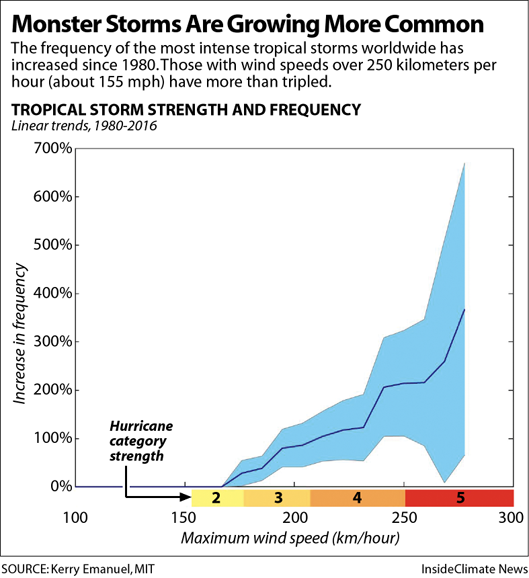 Monster Storms Are Growing More Common
The frequency of the most intense tropical storms worldwide has
increased since 1980. Those with wind speeds over 250 kilometers per
hour (about 155 mph) have more than tripled.
TROPICAL STORM STRENGTH AND FREQUENCY
Linear trends, 1980-2016
700%
600%
500%
400%
300%
200%
100%
0%
Increase in frequency
Hurricane
category
strength
2 3 4 5
100 150 200 250 300
Maximum wind speed (km/hour)
SOURCE: Kerry Emanuel, MIT
InsideClimate News